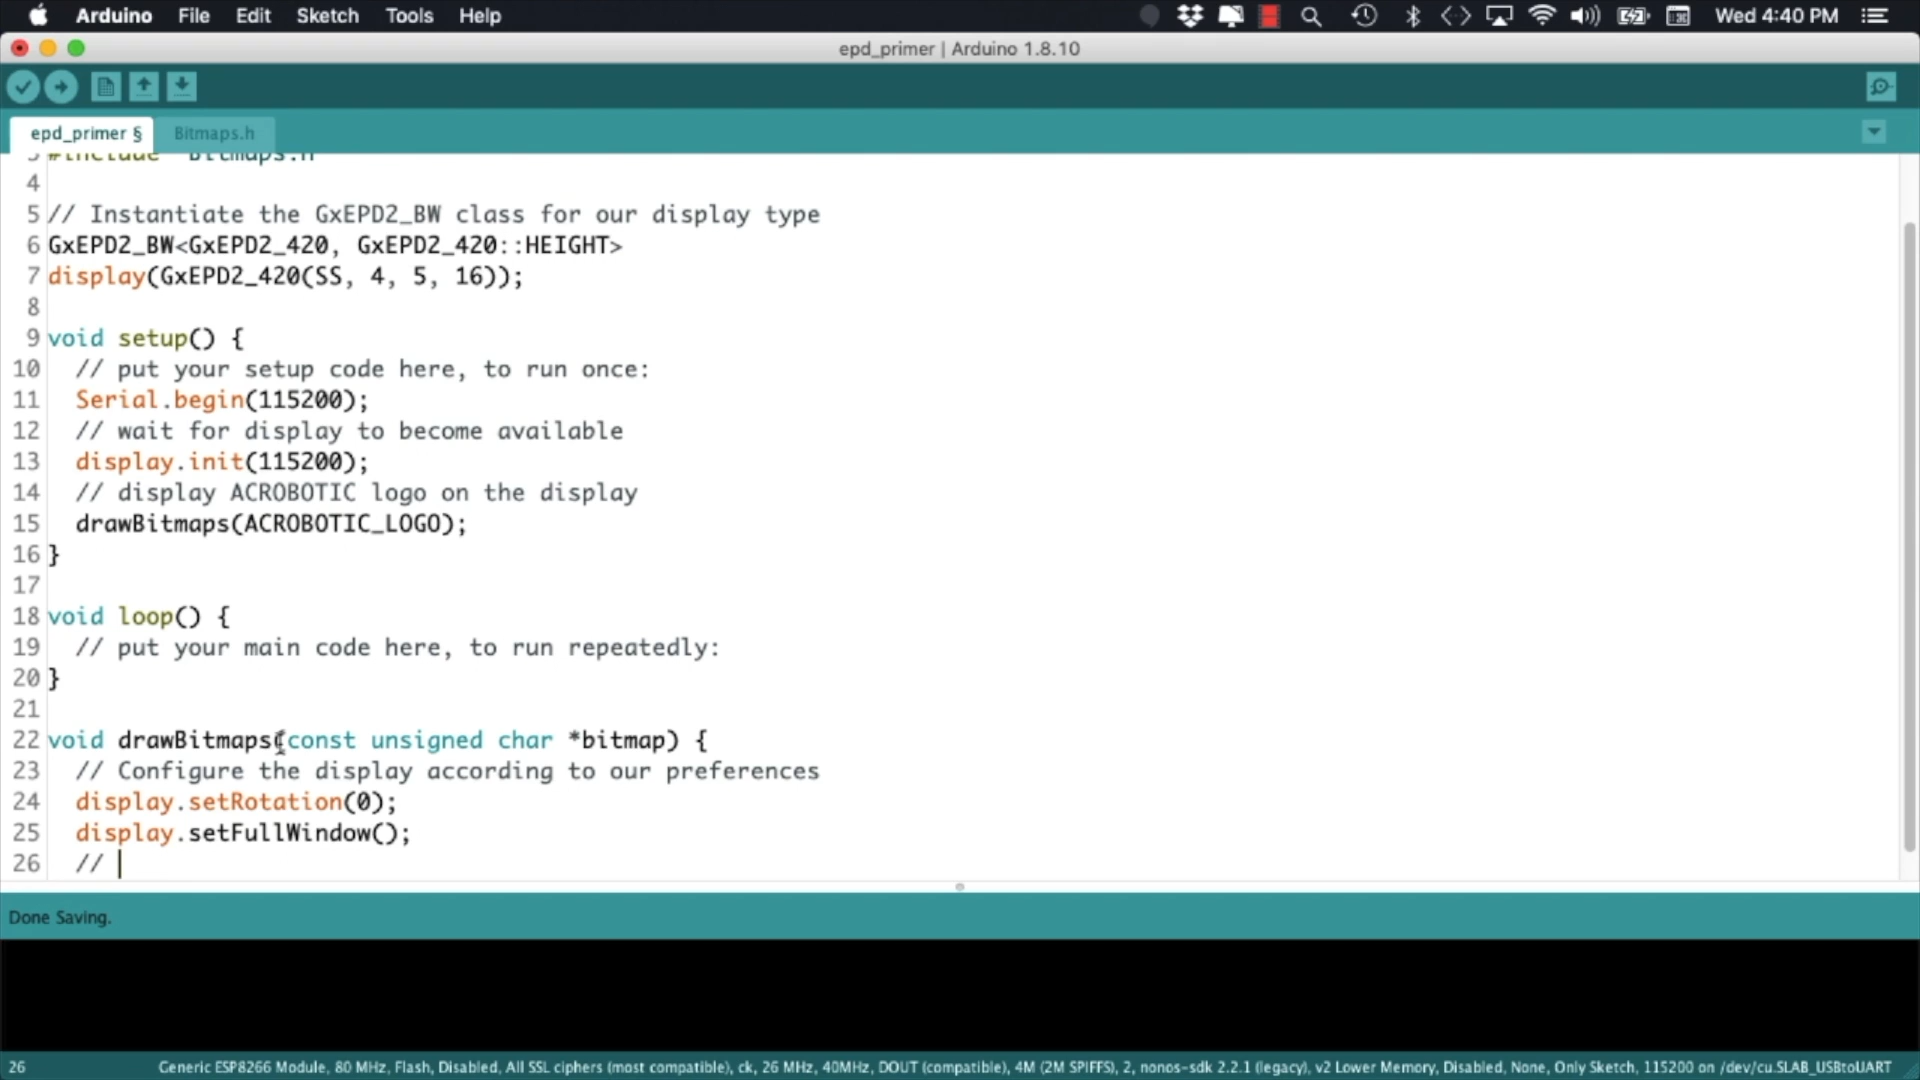 Arduino File Edit Sketch Tools Help Wed 4:40 PM
epd_primer | Arduino 1.8.10
epd_primer § Bitmaps.h
3 #include "Bitmaps.h"
4
5 // Instantiate the GxEPD2_BW class for our display type
6 GxEPD2_BW<GxEPD2_420, GxEPD2_420::HEIGHT>
7 display(GxEPD2_420(SS, 4, 5, 16));
8
9 void setup() {
10 // put your setup code here, to run once:
11 Serial.begin(115200);
12 // wait for display to become available
13 display.init(115200);
14 // display ACROBOTIC logo on the display
15 drawBitmaps(ACROBOTIC_LOGO);
16 }
17
18 void loop() {
19 // put your main code here, to run repeatedly:
20 }
21
22 void drawBitmaps(const unsigned char *bitmap) {
23 // Configure the display according to our preferences
24 display.setRotation(0);
25 display.setFullWindow();
26 //
Done Saving.
26 Generic ESP8266 Module, 80 MHz, Flash, Disabled, All SSL ciphers (most compatible), ck, 26 MHz, 40MHz, DOUT (compatible), 4M (2M SPIFFS), 2, nonos-sdk 2.2.1 (legacy), v2 Lower Memory, Disabled, None, Only Sketch, 115200 on /dev/cu.SLAB_USBtoUART